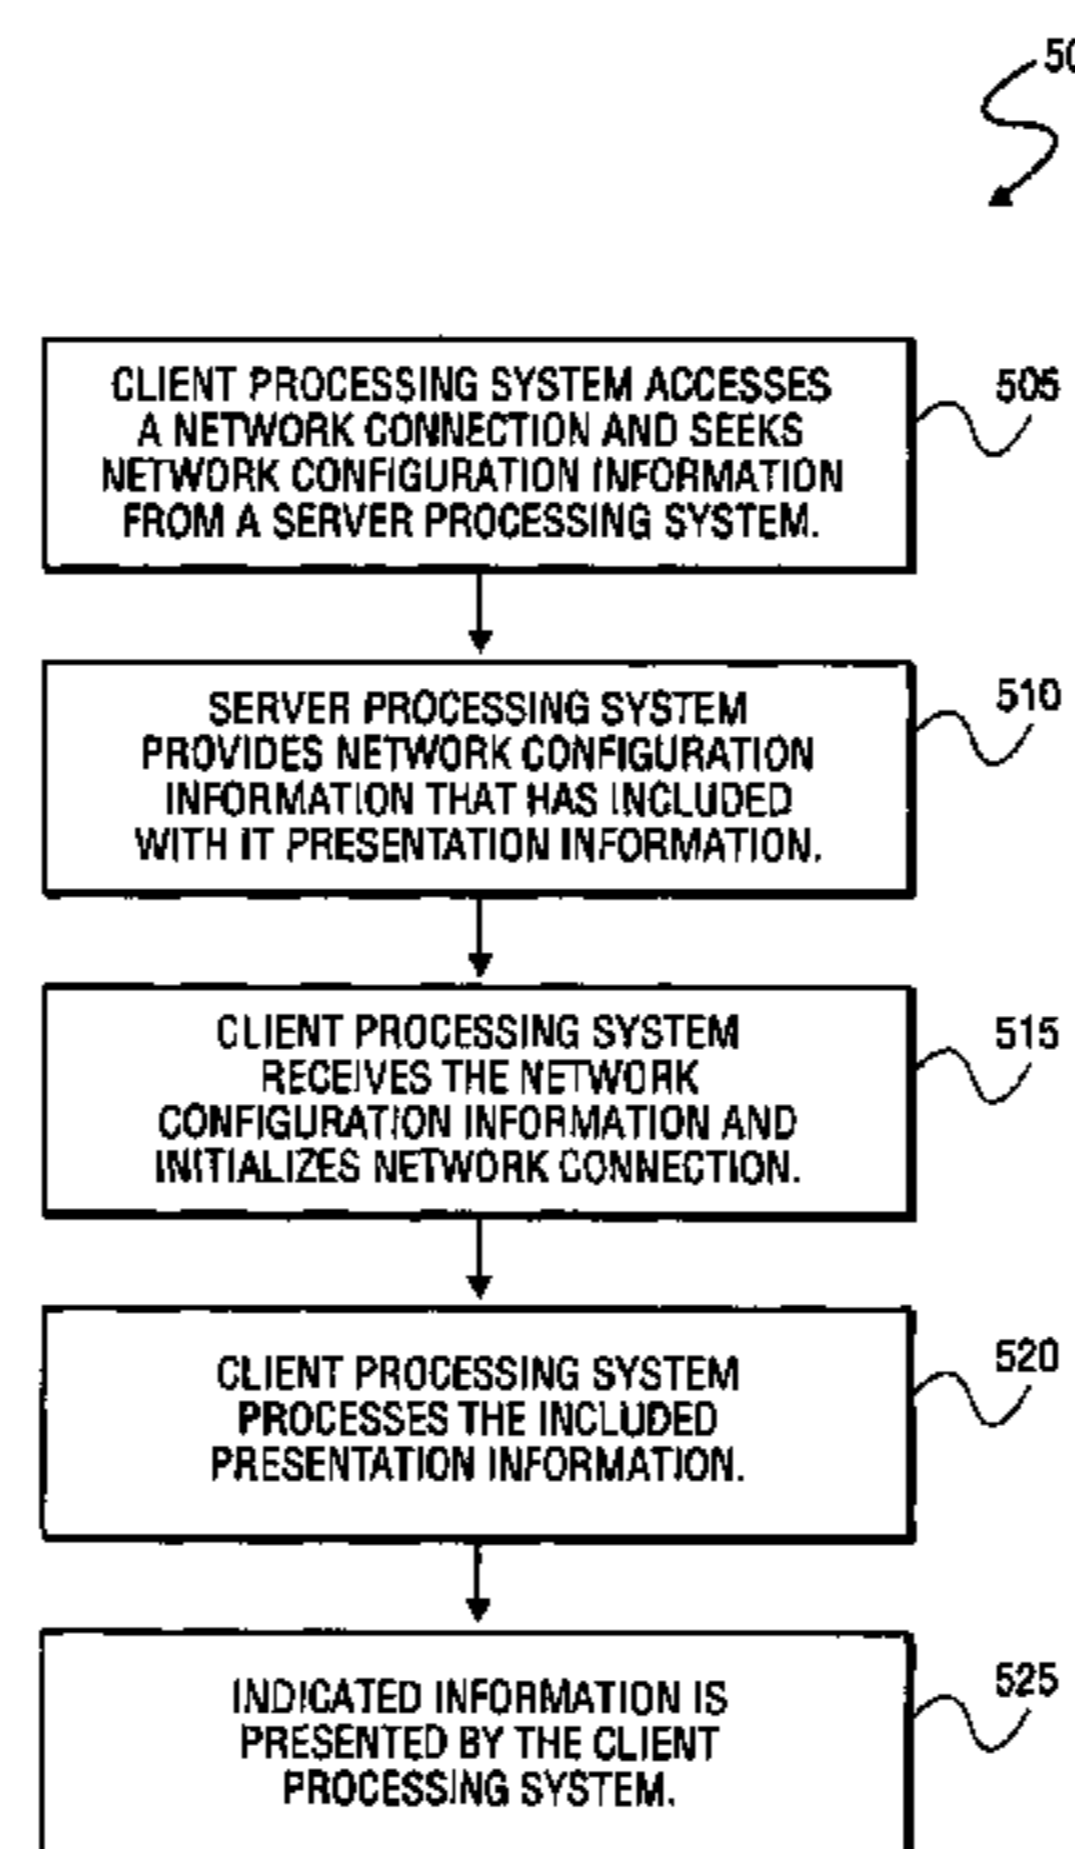 50
CLIENT PROCESSING SYSTEM ACCESSES
A NETWORK CONNECTION AND SEEKS
NETWORK CONFIGURATION INFORMATION
FROM A SERVER PROCESSING SYSTEM.
505
SERVER PROCESSING SYSTEM
PROVIDES NETWORK CONFIGURATION
INFORMATION THAT HAS INCLUDED
WITH IT PRESENTATION INFORMATION.
510
CLIENT PROCESSING SYSTEM
RECEIVES THE NETWORK
CONFIGURATION INFORMATION AND
INITIALIZES NETWORK CONNECTION.
515
CLIENT PROCESSING SYSTEM
PROCESSES THE INCLUDED
PRESENTATION INFORMATION.
520
INDICATED INFORMATION IS
PRESENTED BY THE CLIENT
PROCESSING SYSTEM.
525